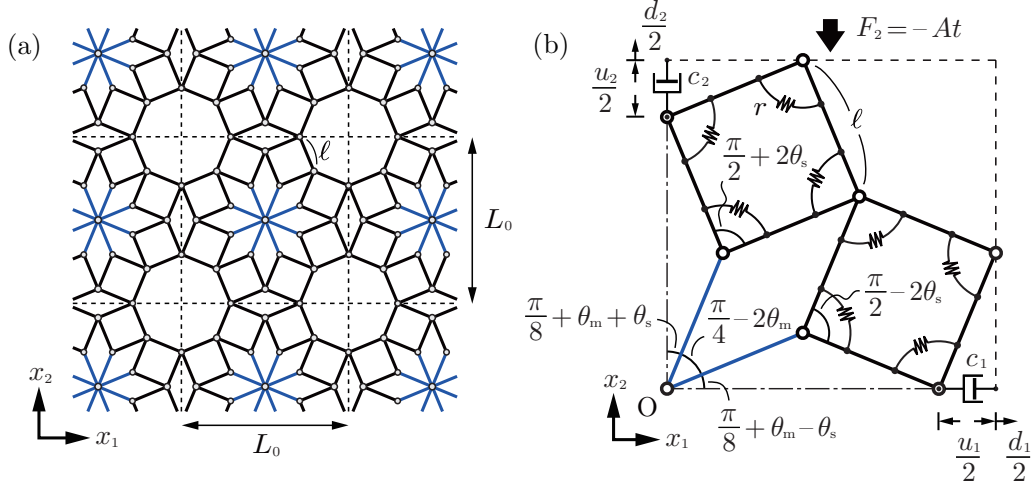 (a)
ℓ
L₀
x₂
x₁
L₀
(b)
d₂/2
u₂/2
c₂
F₂ = −At
r
ℓ
π/2 + 2θₛ
π/2 − 2θₛ
π/8 + θₘ + θₛ
π/4 − 2θₘ
c₁
x₂
O
x₁
π/8 + θₘ − θₛ
u₁/2
d₁/2